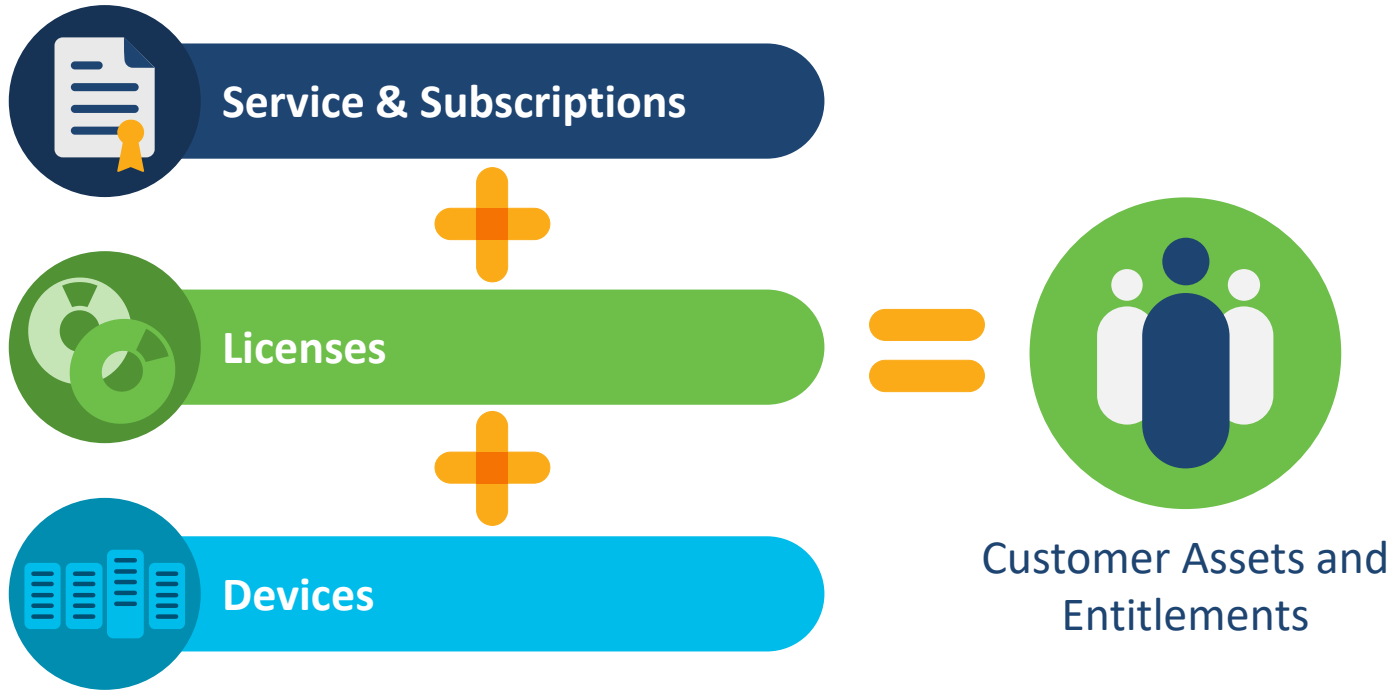 Service & Subscriptions
Licenses
Devices
Customer Assets and
Entitlements